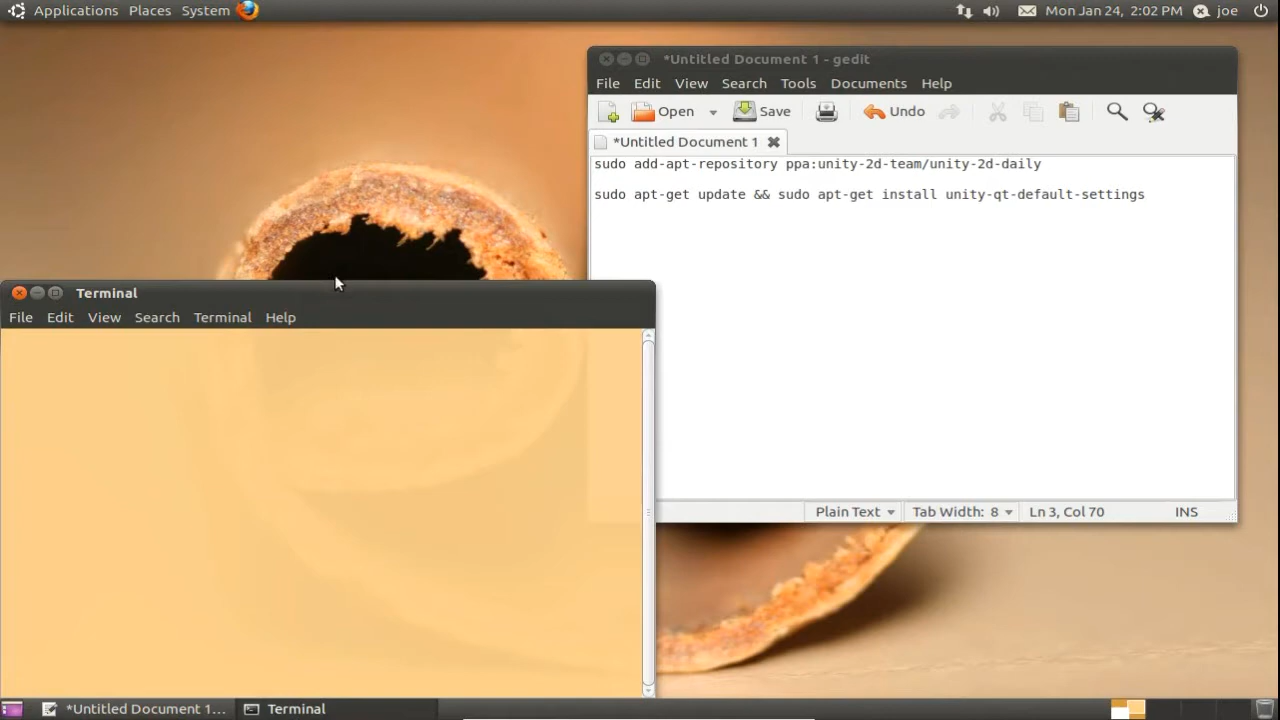 Applications Places System
Mon Jan 24, 2:02 PM joe
*Untitled Document 1 - gedit
File Edit View Search Tools Documents Help
Open Save Undo
*Untitled Document 1
sudo add-apt-repository ppa:unity-2d-team/unity-2d-daily
sudo apt-get update && sudo apt-get install unity-qt-default-settings
Plain Text Tab Width: 8 Ln 3, Col 70 INS
Terminal
File Edit View Search Terminal Help
*Untitled Document 1... Terminal